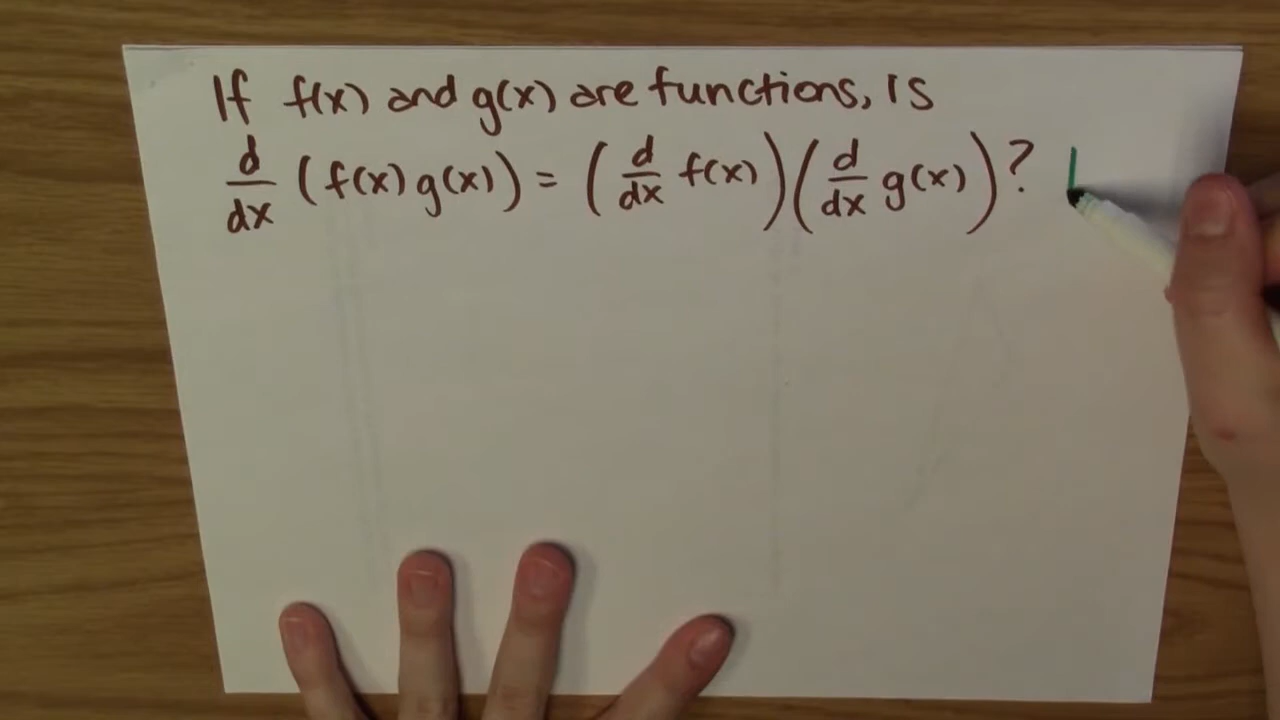 If f(x) and g(x) are functions, is
d/dx (f(x)g(x)) = (d/dx f(x))(d/dx g(x))?